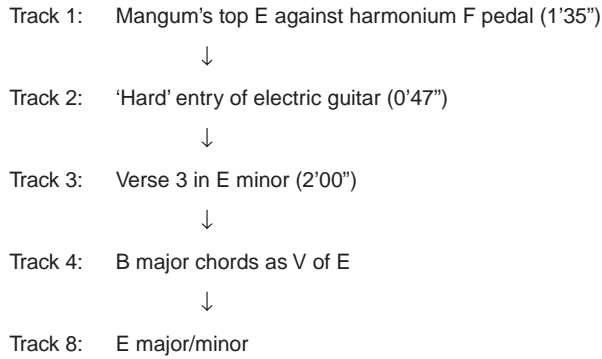 Track 1: Mangum’s top E against harmonium F pedal (1’35”)
↓
Track 2: ‘Hard’ entry of electric guitar (0’47”)
↓
Track 3: Verse 3 in E minor (2’00”)
↓
Track 4: B major chords as V of E
↓
Track 8: E major/minor